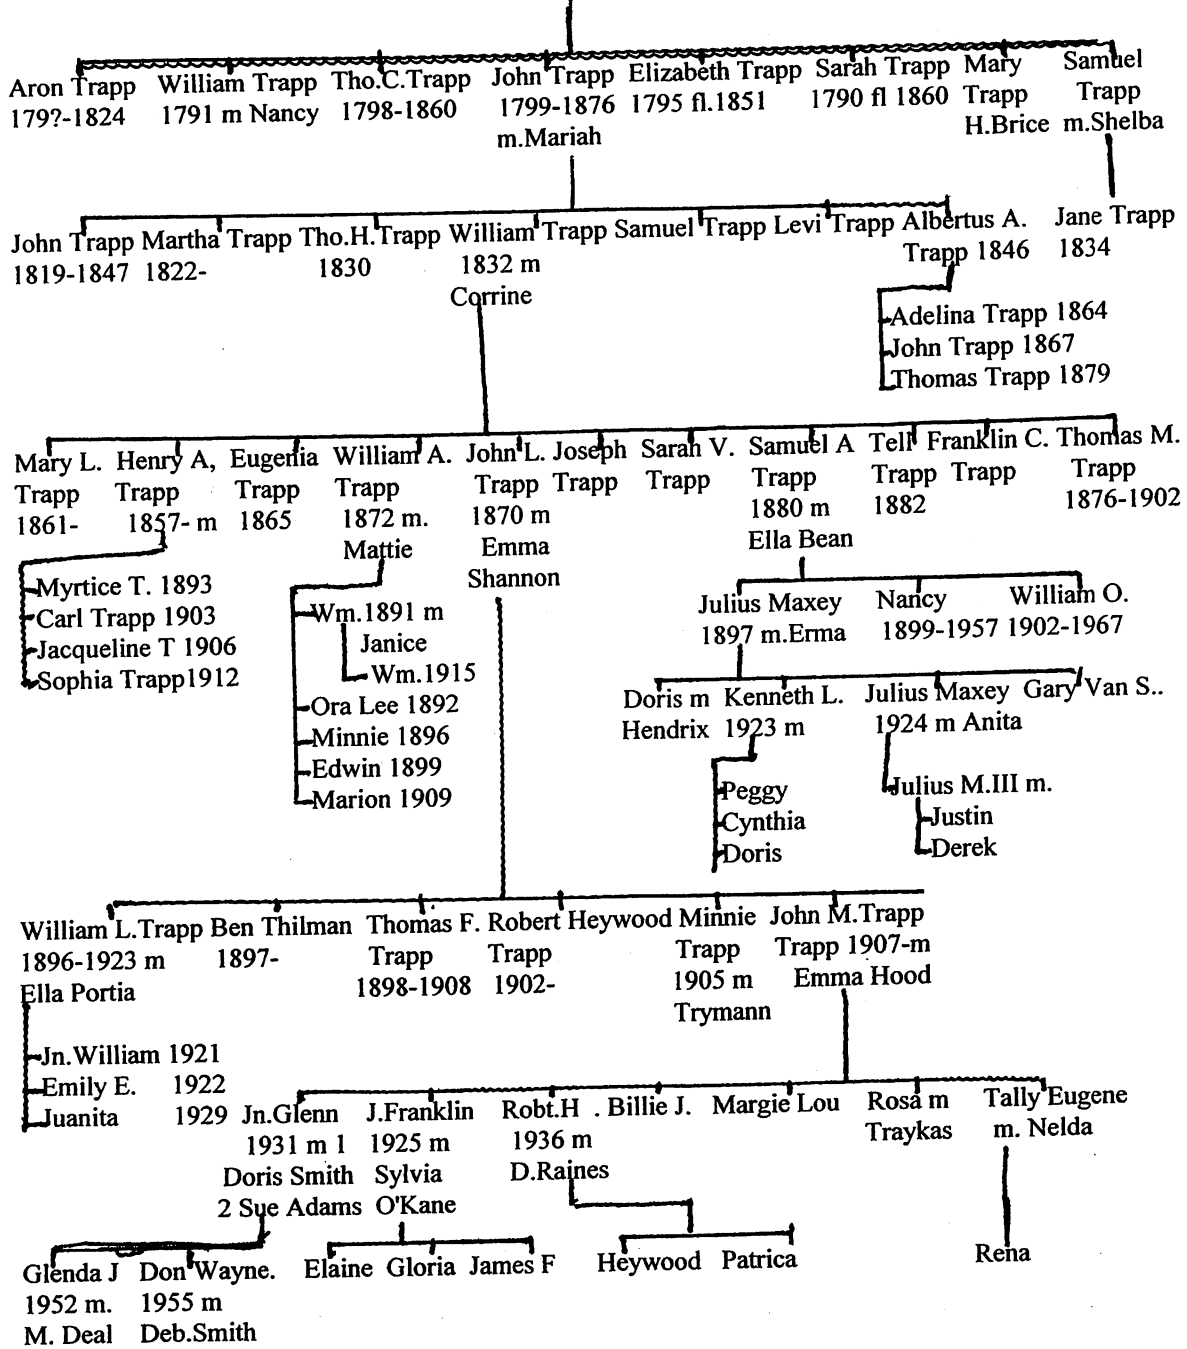 Aron Trapp William Trapp Tho.C.Trapp John Trapp Elizabeth Trapp Sarah Trapp Mary Samuel
179?-1824 1791 m Nancy 1798-1860 1799-1876 1795 fl.1851 1790 fl 1860 Trapp Trapp
m.Mariah H.Brice m.Shelba
John Trapp Martha Trapp Tho.H.Trapp William Trapp Samuel Trapp Levi Trapp Albertus A. Jane Trapp
1819-1847 1822- 1830 1832 m Trapp 1846 1834
Corrine
Adelina Trapp 1864
John Trapp 1867
Thomas Trapp 1879
Mary L. Henry A, Eugenia William A. John L. Joseph Sarah V. Samuel A Tell Franklin C. Thomas M.
Trapp Trapp Trapp Trapp Trapp Trapp Trapp Trapp Trapp Trapp Trapp
1861- 1857- m 1865 1872 m. 1870 m 1880 m 1882 1876-1902
Mattie Emma Ella Bean
Shannon
Myrtice T. 1893
Carl Trapp 1903
Jacqueline T 1906
Sophia Trapp1912
Wm.1891 m
Janice
Wm.1915
Ora Lee 1892
Minnie 1896
Edwin 1899
Marion 1909
Julius Maxey Nancy William O.
1897 m.Erma 1899-1957 1902-1967
Doris m Kenneth L. Julius Maxey Gary Van S..
Hendrix 1923 m 1924 m Anita
Peggy
Cynthia
Doris
Julius M.III m.
Justin
Derek
William L.Trapp Ben Thilman Thomas F. Robert Heywood Minnie John M.Trapp
1896-1923 m 1897- Trapp Trapp Trapp Trapp 1907-m
Ella Portia 1898-1908 1902- 1905 m Emma Hood
Trymann
Jn.William 1921
Emily E. 1922
Juanita 1929
Jn.Glenn J.Franklin Robt.H . Billie J. Margie Lou Rosa m Tally Eugene
1931 m 1 1925 m 1936 m Traykas m. Nelda
Doris Smith Sylvia D.Raines
2 Sue Adams O'Kane
Glenda J Don Wayne. Elaine Gloria James F Heywood Patrica Rena
1952 m. 1955 m
M. Deal Deb.Smith